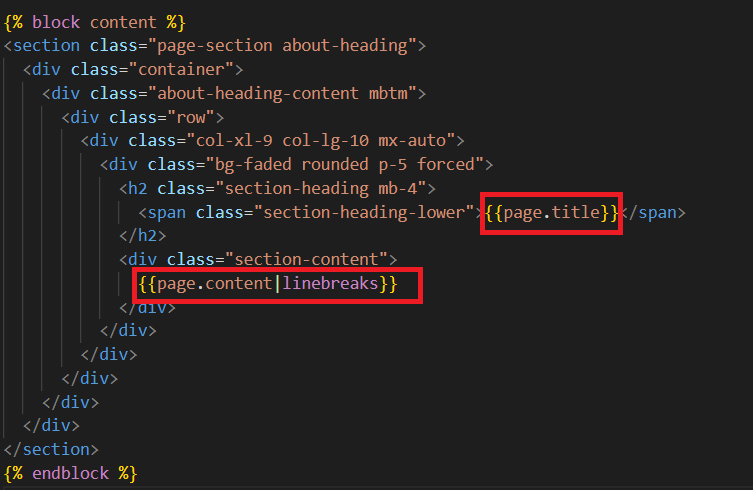 {% block content %}
<section class="page-section about-heading">
<div class="container">
<div class="about-heading-content mbtm">
<div class="row">
<div class="col-xl-9 col-lg-10 mx-auto">
<div class="bg-faded rounded p-5 forced">
<h2 class="section-heading mb-4">
<span class="section-heading-lower">{{page.title}}</span>
</h2>
<div class="section-content">
{{page.content|linebreaks}}
</div>
</div>
</div>
</div>
</div>
</div>
</section>
{% endblock %}